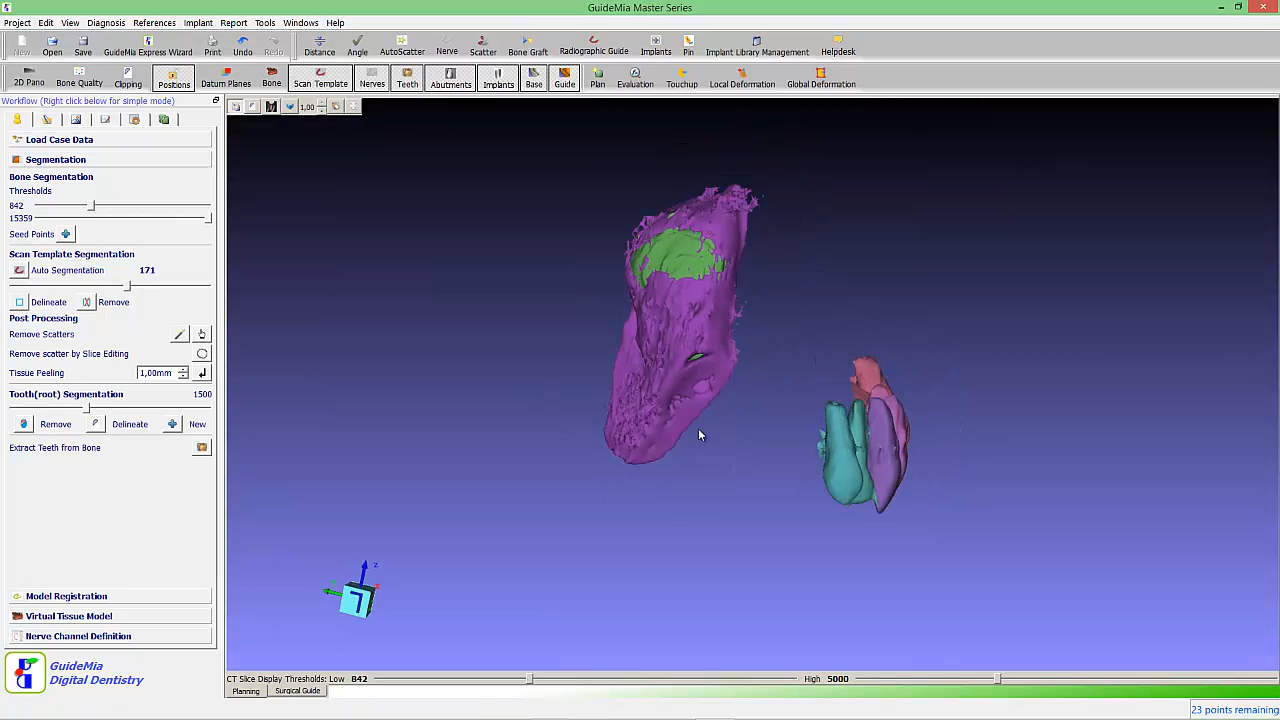 GuideMia Master Series
Project Edit View Diagnosis References Tools Implant Report Tools Windows Help
New Open Save GuideMia Express Wizard Print Undo Redo Distance Angle AutoScatter Nerve Scatter Bone Graft Radiographic Guide Implants Pin Implant Library Management Helpdesk
2D Pano Bone Quality Clipping Positions Datum Planes Bone Scan Template Nerves Teeth Abutments Implants Base Guide Plan Evaluation Touchup Local Deformation Global Deformation
Workflow (Right click below for simple mode)
1,00
Load Case Data
Segmentation
Bone Segmentation
Thresholds
842
15359
Seed Points
Scan Template Segmentation
Auto Segmentation 171
Delineate Remove
Post Processing
Remove Scatters
Remove scatter by Slice Editing
Tissue Peeling 1,00mm
Tooth(root) Segmentation 1500
Remove Delineate New
Extract Teeth from Bone
z
Model Registration
Virtual Tissue Model
Nerve Channel Definition
GuideMia
Digital Dentistry
CT Slice Display Thresholds: Low 842 High 5000
Planning Surgical Guide
23 points remaining